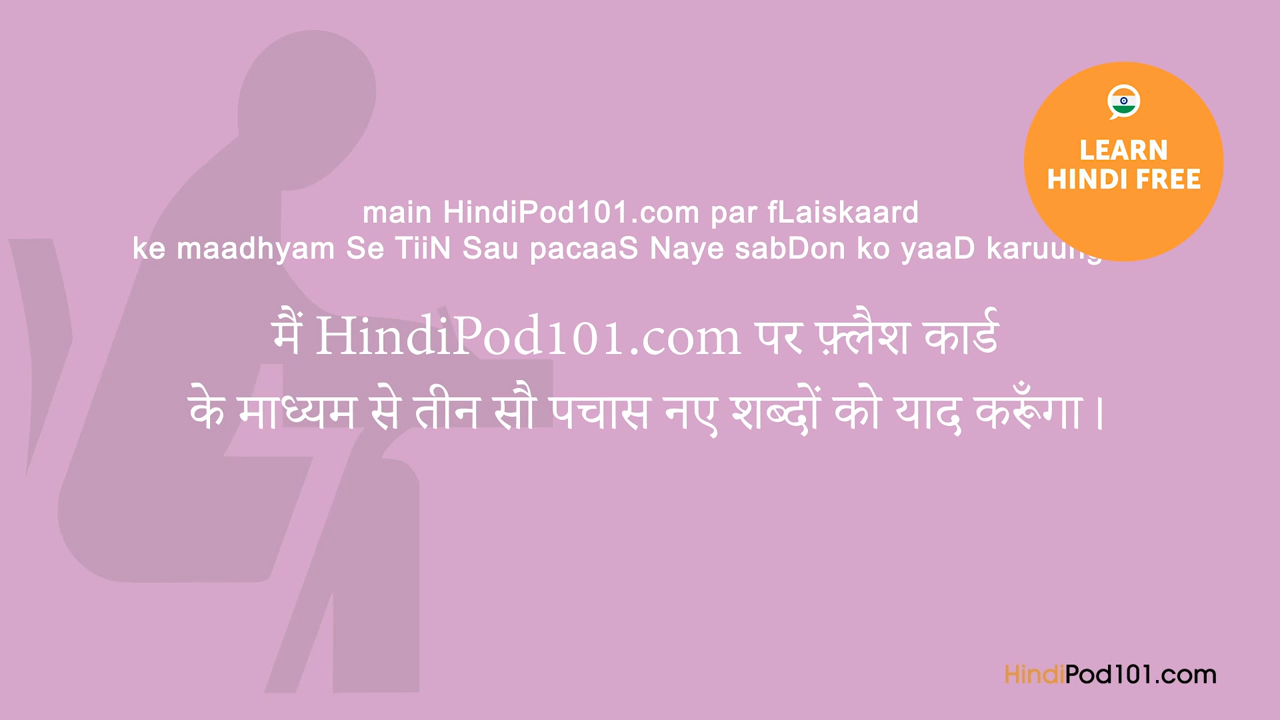 LEARN
HINDI FREE
main HindiPod101.com par fLaiskaard
ke maadhyam Se TiiN Sau pacaaS Naye sabDon ko yaaD
मैं HindiPod101.com पर फ़्लैश कार्ड
के माध्यम से तीन सौ पचास नए शब्दों को याद करूँगा।
HindiPod101.com